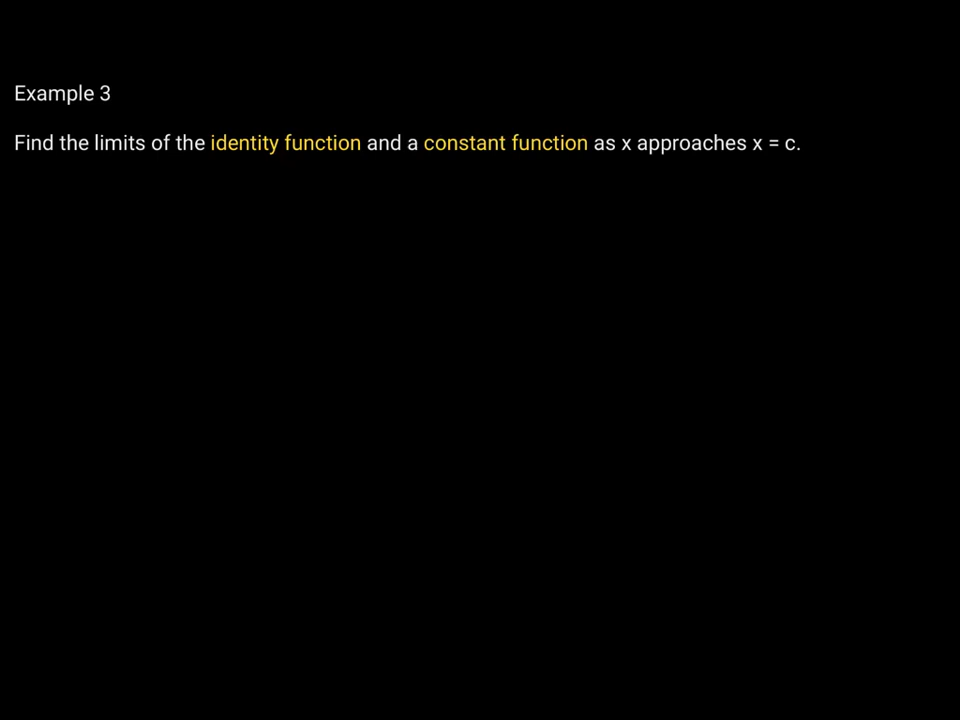 Example 3
Find the limits of the identity function and a constant function as x approaches x = c.